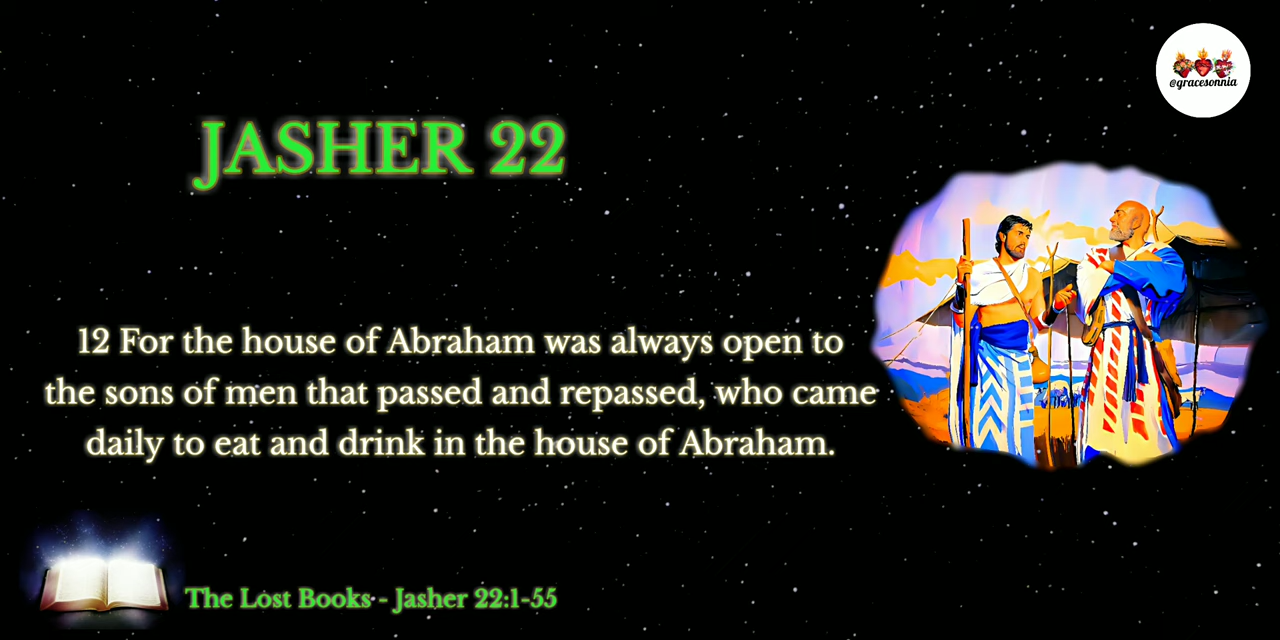 @gracesonnia
JASHER 22
12 For the house of Abraham was always open to
the sons of men that passed and repassed, who came
daily to eat and drink in the house of Abraham.
The Lost Books - Jasher 22:1-55